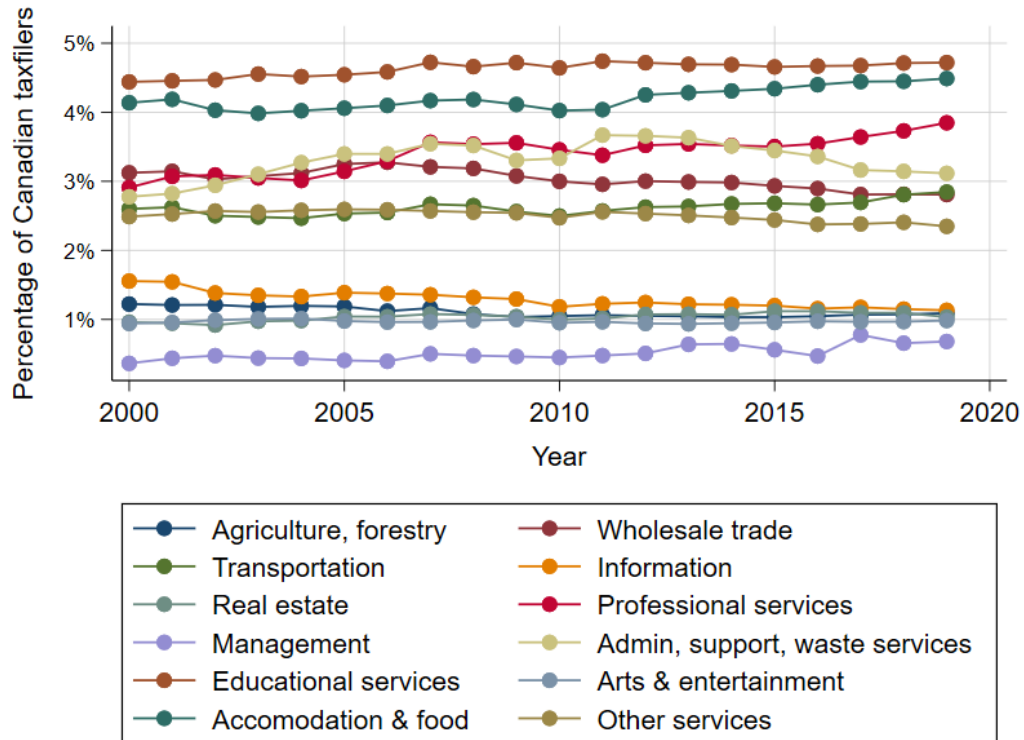 Percentage of Canadian taxfilers
5%
4%
3%
2%
1%
2000 2005 2010 2015 2020
Year
Agriculture, forestry Wholesale trade
Transportation Information
Real estate Professional services
Management Admin, support, waste services
Educational services Arts & entertainment
Accomodation & food Other services